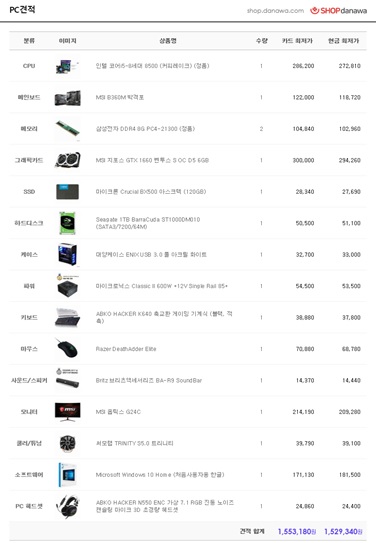 PC견적
shop.danawa.com SHOPdanawa
분류 이미지 상품명 수량 카드 최저가 현금 최저가
CPU 인텔 코어i5-8세대 8500 (커피레이크) (정품) 1 286,200 272,810
메인보드 MSI B360M 박격포 1 122,000 118,720
메모리 삼성전자 DDR4 8G PC4-21300 (정품) 2 104,840 102,960
그래픽카드 MSI 지포스 GTX 1660 벤투스 S OC D5 6GB 1 300,000 294,260
SSD 마이크론 Crucial BX500 아스크텍 (120GB) 1 28,340 27,690
하드디스크 Seagate 1TB BarraCuda ST1000DM010
(SATA3/7200/64M) 1 50,500 51,100
케이스 마이크로닉스 ENIX USB 3.0 풀 아크릴 화이트 1 32,700 33,000
파워 마이크로닉스 Classic II 600W +12V Single Rail 85+ 1 54,500 53,500
키보드 ABKO HACKER K640 축교환 게이밍 기계식 (블랙, 적
축) 1 38,880 37,800
마우스 Razer DeathAdder Elite 1 70,880 68,780
사운드/스피커 Britz 브리츠액세서리즈 BA-R9 SoundBar 1 14,370 14,440
모니터 MSI 옵틱스 G24C 1 214,190 209,280
쿨러/튜닝 써모랩 TRINITY S5.0 트리니티 1 39,790 39,100
소프트웨어 Microsoft Windows 10 Home (처음사용자용 한글) 1 171,130 181,500
PC 헤드셋 ABKO HACKER N550 ENC 가상 7.1 RGB 진동 노이즈
캔슬링 마이크 3D 초경량 헤드셋 1 24,860 24,400
견적 합계 1,553,180원 1,529,340원